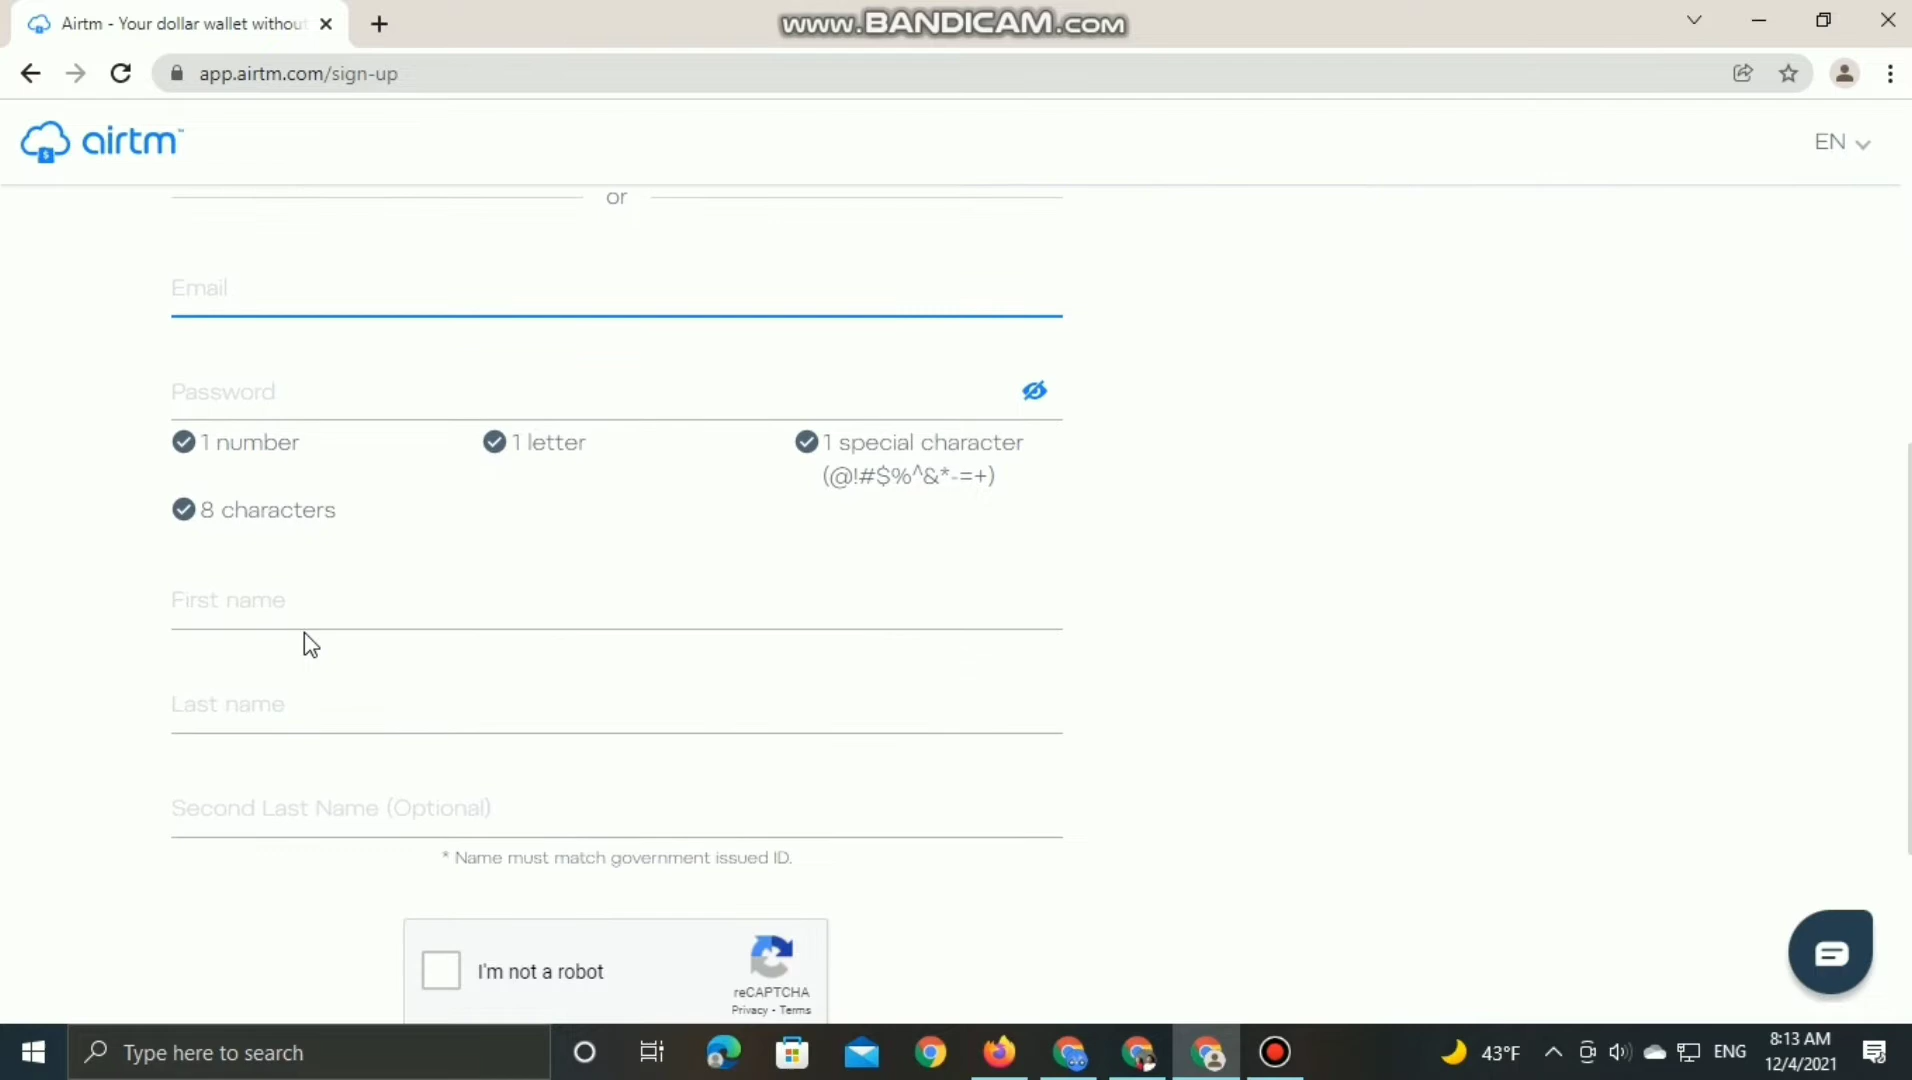 Airtm - Your dollar wallet withou
www.BANDICAM.com
app.airtm.com/sign-up
airtm™
EN
or
Email
Password
1 number
1 letter
1 special character
(@!#$%^&*-=+)
8 characters
First name
Last name
Second Last Name (Optional)
* Name must match government issued ID.
I'm not a robot
reCAPTCHA
Privacy - Terms
Type here to search
43°F
ENG
8:13 AM
12/4/2021